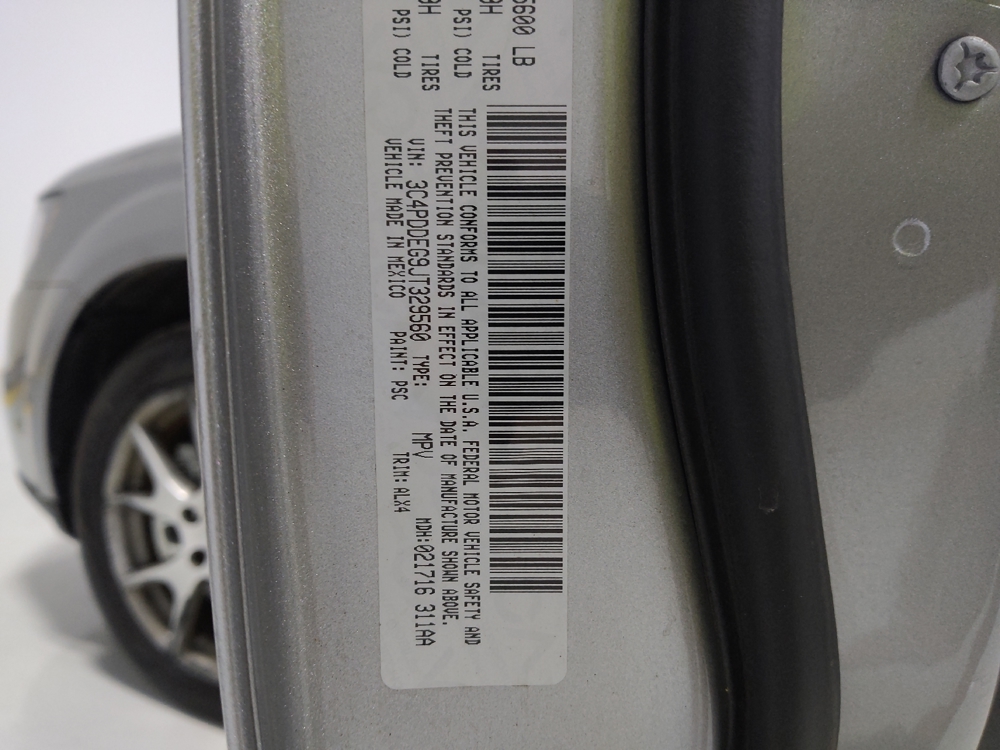 5600 LB
TIRES
PSI) COLD
TIRES
PSI) COLD
THIS VEHICLE CONFORMS TO ALL APPLICABLE U.S.A. FEDERAL MOTOR VEHICLE SAFETY AND
THEFT PREVENTION STANDARDS IN EFFECT ON THE DATE OF MANUFACTURE SHOWN ABOVE.
VIN: 3C4PDDEG9JT329560 TYPE: MPV MDH:021716 311AA
VEHICLE MADE IN MEXICO PAINT: PSC TRIM:ALX4